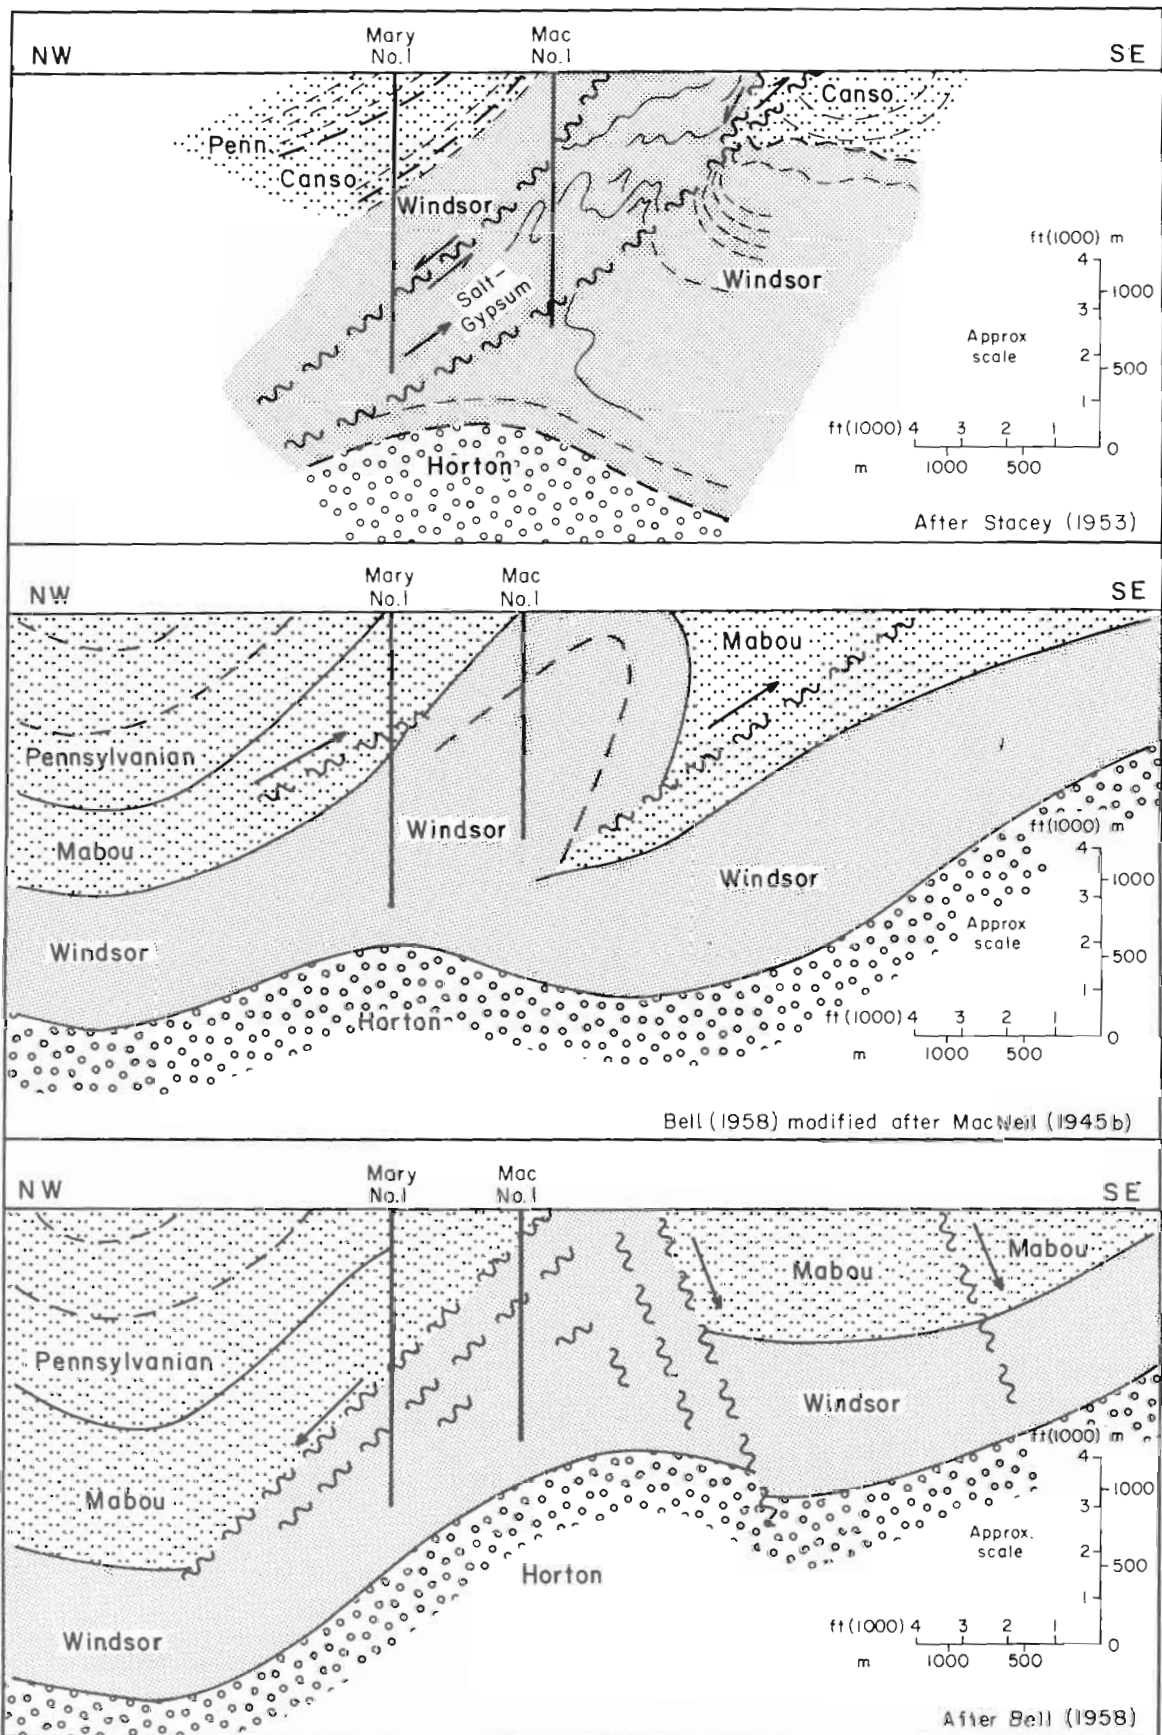 NW
Mary
No.1
Mac
No.1
SE
Penn.
Canso
Windsor
Salt-
Gypsum
Canso
Windsor
Horton
ft(1000) m
4
1000
3
Approx
scale
2
500
1
ft(1000) 4 3 2 1
0
m 1000 500
After Stacey (1953)
NW
Mary
No.1
Mac
No.1
SE
Mabou
Pennsylvanian
Mabou
Windsor
Windsor
Windsor
Horton
ft(1000) m
4
1000
3
Approx
scale
2
500
1
ft(1000) 4 3 2 1
0
m 1000 500
Bell (1958) modified after MacNeil (1945b)
NW
Mary
No.1
Mac
No.1
SE
Mabou
Mabou
Pennsylvanian
Windsor
Mabou
Horton
Windsor
ft(1000) m
4
1000
3
Approx.
scale
2
500
1
ft(1000) 4 3 2 1
0
m 1000 500
After Bell (1958)